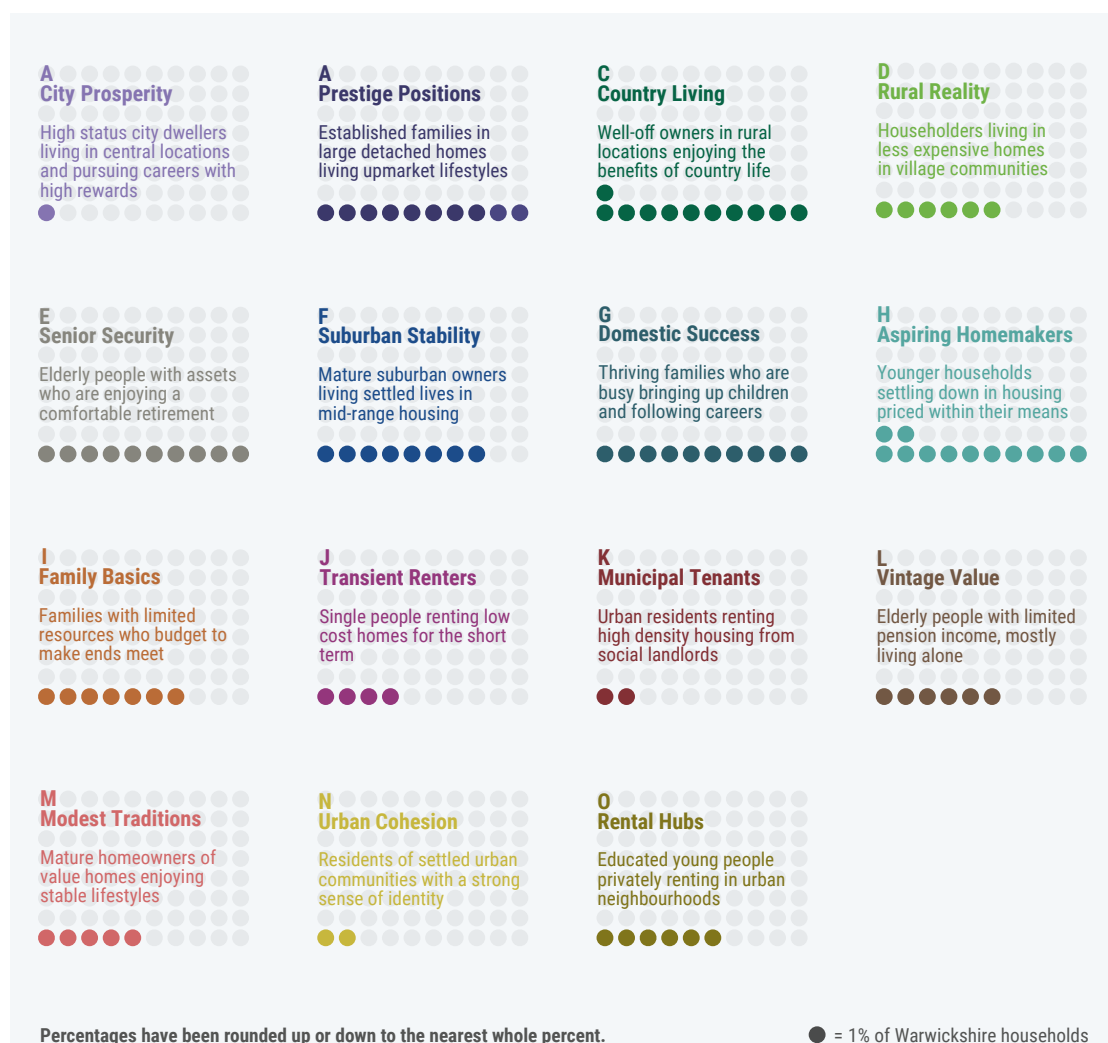 A
City Prosperity
High status city dwellers
living in central locations
and pursuing careers with
high rewards
A
Prestige Positions
Established families in
large detached homes
living upmarket lifestyles
C
Country Living
Well-off owners in rural
locations enjoying the
benefits of country life
D
Rural Reality
Householders living in
less expensive homes
in village communities
E
Senior Security
Elderly people with assets
who are enjoying a
comfortable retirement
F
Suburban Stability
Mature suburban owners
living settled lives in
mid-range housing
G
Domestic Success
Thriving families who are
busy bringing up children
and following careers
H
Aspiring Homemakers
Younger households
settling down in housing
priced within their means
I
Family Basics
Families with limited
resources who budget to
make ends meet
J
Transient Renters
Single people renting low
cost homes for the short
term
K
Municipal Tenants
Urban residents renting
high density housing from
social landlords
L
Vintage Value
Elderly people with limited
pension income, mostly
living alone
M
Modest Traditions
Mature homeowners of
value homes enjoying
stable lifestyles
N
Urban Cohesion
Residents of settled urban
communities with a strong
sense of identity
O
Rental Hubs
Educated young people
privately renting in urban
neighbourhoods
Percentages have been rounded up or down to the nearest whole percent.
= 1% of Warwickshire households